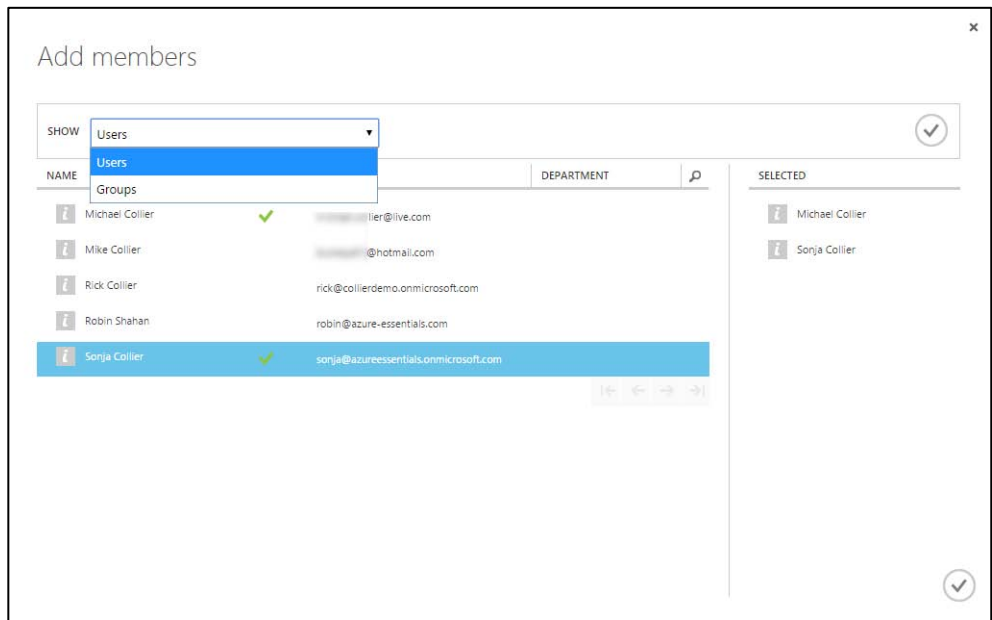 ×
Add members
SHOW Users
Users
Groups
NAME DEPARTMENT SELECTED
i Michael Collier lier@live.com i Michael Collier
i Mike Collier @hotmail.com i Sonja Collier
i Rick Collier rick@collierdemo.onmicrosoft.com
i Robin Shahan robin@azure-essentials.com
i Sonja Collier sonja@azureessentials.onmicrosoft.com